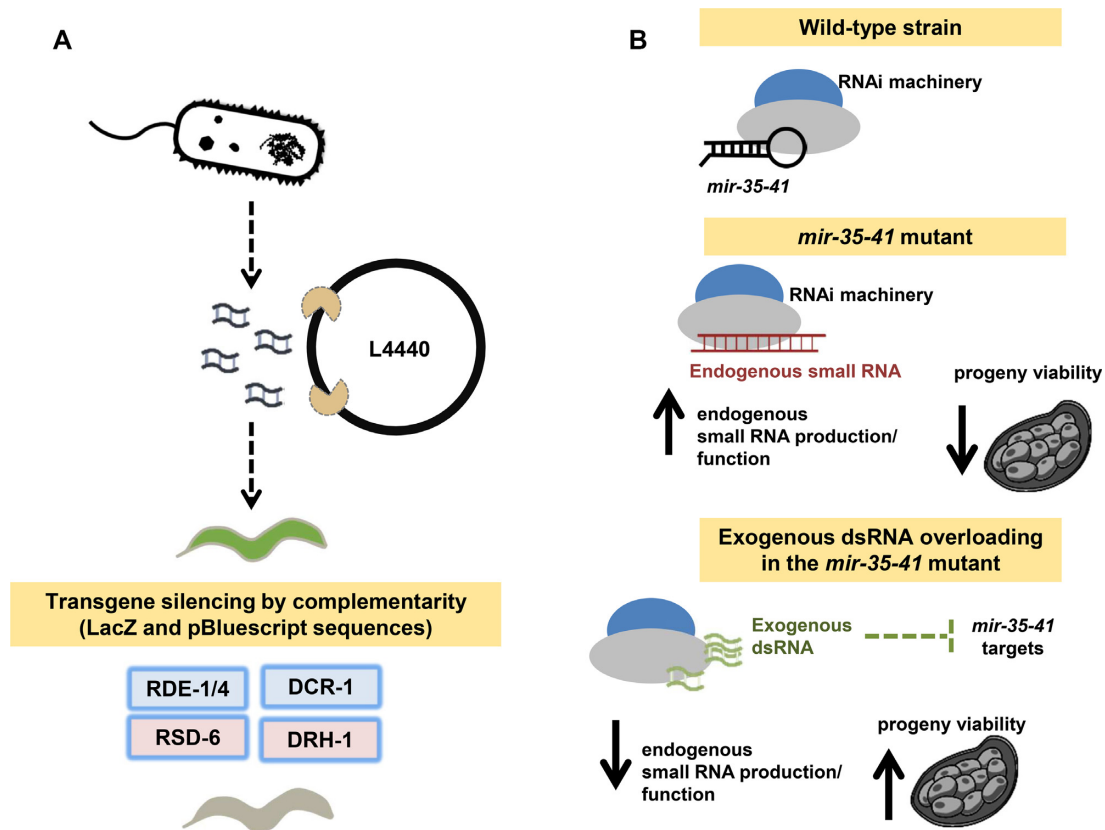 A
L4440
Transgene silencing by complementarity
(LacZ and pBluescript sequences)
RDE-1/4
DCR-1
RSD-6
DRH-1
B
Wild-type strain
RNAi machinery
mir-35-41
mir-35-41 mutant
RNAi machinery
Endogenous small RNA
endogenous
small RNA production/
function
progeny viability
Exogenous dsRNA overloading
in the mir-35-41 mutant
Exogenous
dsRNA
mir-35-41
targets
endogenous
small RNA production/
function
progeny viability